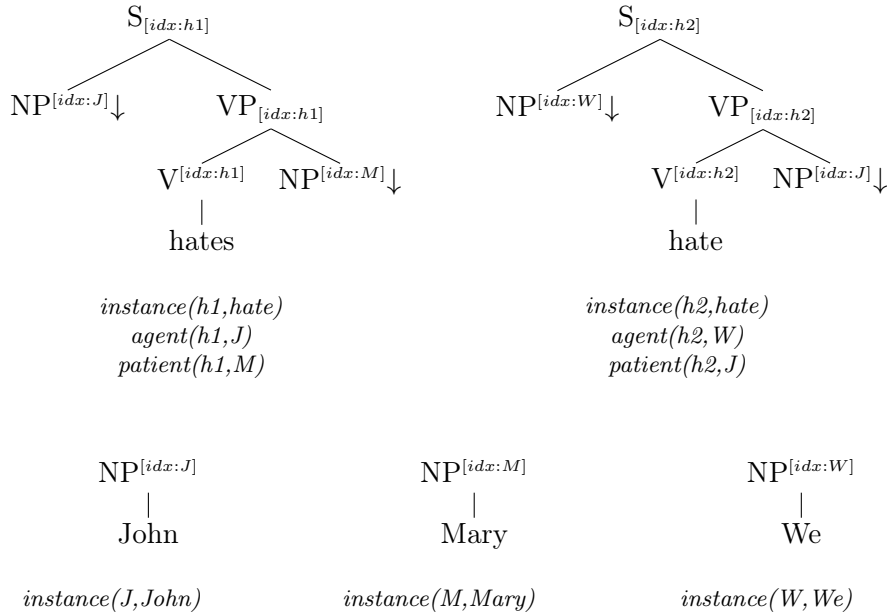 S[idx:h1] S[idx:h2]
NP[idx:J]↓ VP[idx:h1] NP[idx:W]↓ VP[idx:h2]
V[idx:h1] NP[idx:M]↓ V[idx:h2] NP[idx:J]↓
hates hate
instance(h1,hate) instance(h2,hate)
agent(h1,J) agent(h2,W)
patient(h1,M) patient(h2,J)
NP[idx:J] NP[idx:M] NP[idx:W]
John Mary We
instance(J,John) instance(M,Mary) instance(W,We)